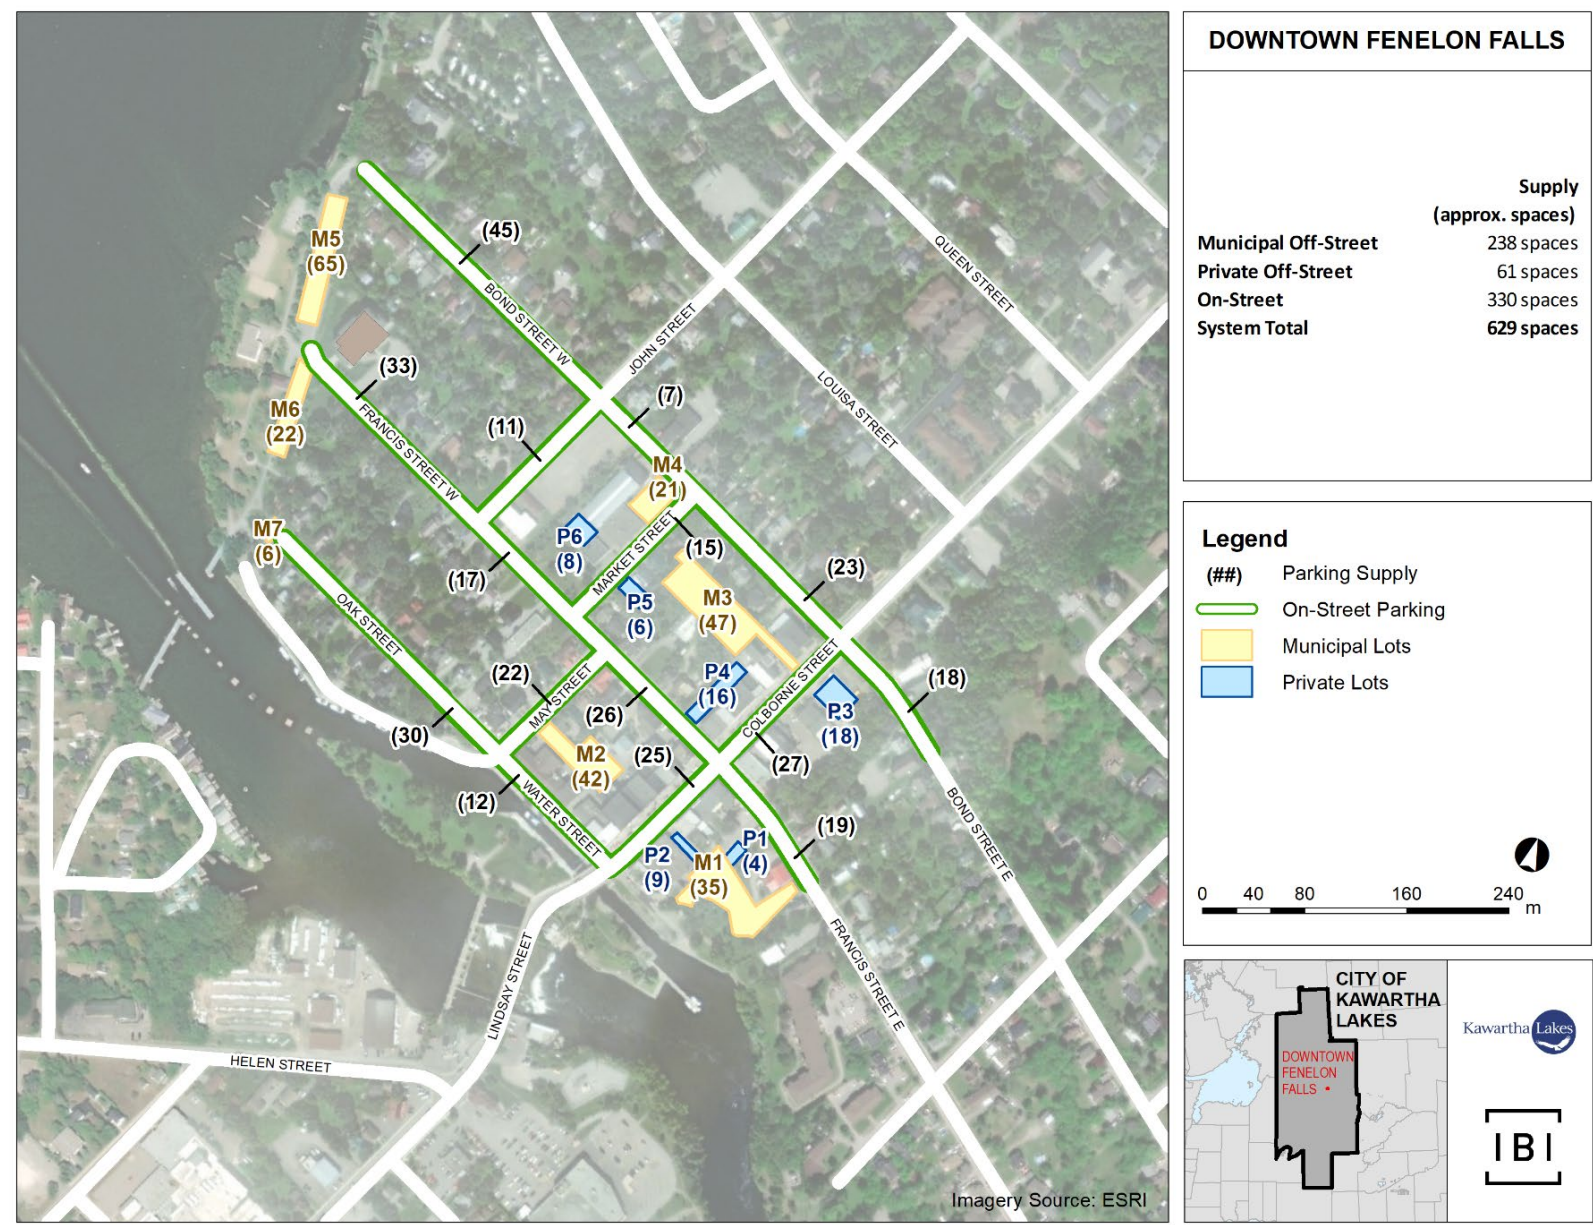 DOWNTOWN FENELON FALLS
Supply
(approx. spaces)
Municipal Off-Street 238 spaces
Private Off-Street 61 spaces
On-Street 330 spaces
System Total 629 spaces
Legend
(##) Parking Supply
On-Street Parking
Municipal Lots
Private Lots
0 40 80 160 240 m
CITY OF
KAWARTHA
LAKES
DOWNTOWN
FENELON
FALLS
Kawartha Lakes
IBI
M5
(65)
(45)
BOND STREET W
QUEEN STREET
JOHN STREET
(33)
(7)
LOUISA STREET
M6
(22)
FRANCIS STREET W
(11)
M4
(21)
M7
(6)
P6
(8)
MARKET STREET
(15)
(17)
(23)
OAK STREET
P5
(6)
M3
(47)
(22)
MAY STREET
P4
(16)
COLBORNE STREET
(18)
(30)
(26)
P3
(18)
M2
(42)
(25)
(27)
(12)
WATER STREET
BOND STREET E
(19)
P2
(9)
M1
(35)
P1
(4)
LINDSAY STREET
FRANCIS STREET E
HELEN STREET
Imagery Source: ESRI